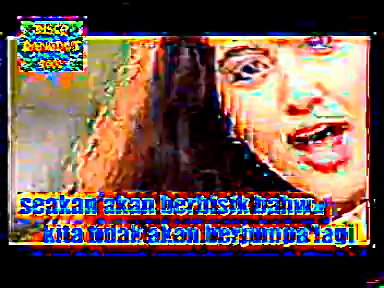 DISCO
DANGDUT
seakan akan berbisik bahwa
kita tidak akan berjumpa lagi